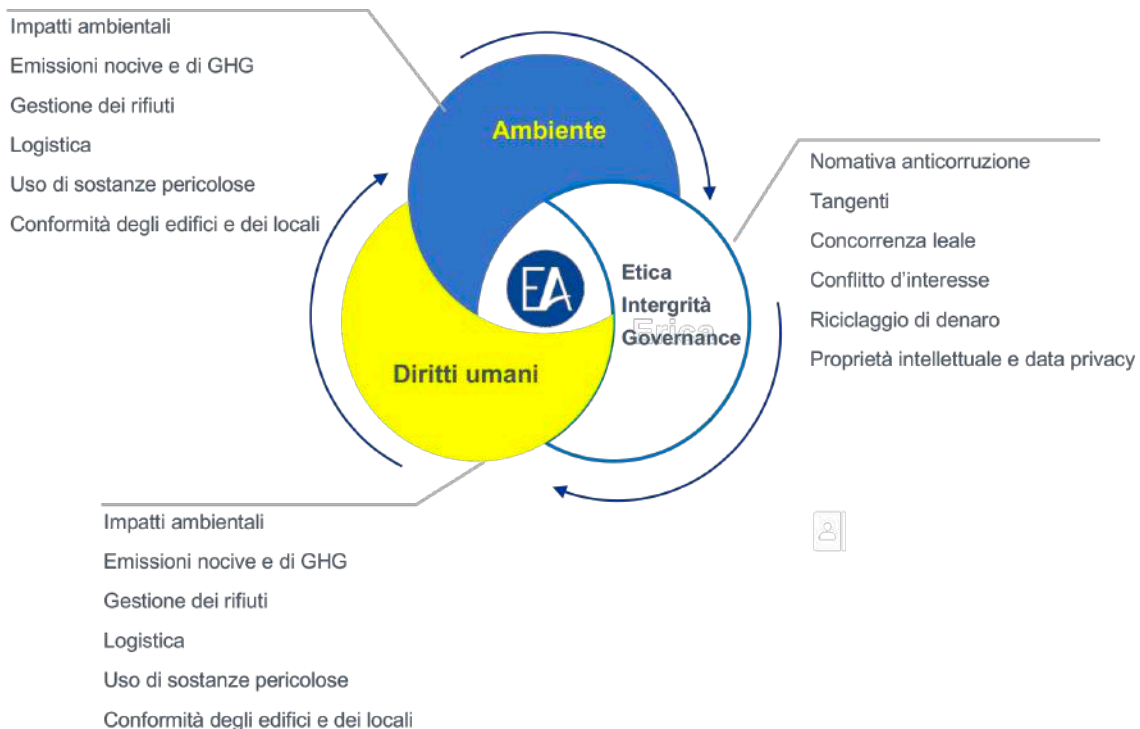 Impatti ambientali
Emissioni nocive e di GHG
Gestione dei rifiuti
Logistica
Uso di sostanze pericolose
Conformità degli edifici e dei locali
Ambiente
Nomativa anticorruzione
Tangenti
Concorrenza leale
Conflitto d'interesse
Riciclaggio di denaro
Proprietà intellettuale e data privacy
EA
Etica
Intergrità
Erica
Governance
Diritti umani
Impatti ambientali
Emissioni nocive e di GHG
Gestione dei rifiuti
Logistica
Uso di sostanze pericolose
Conformità degli edifici e dei locali